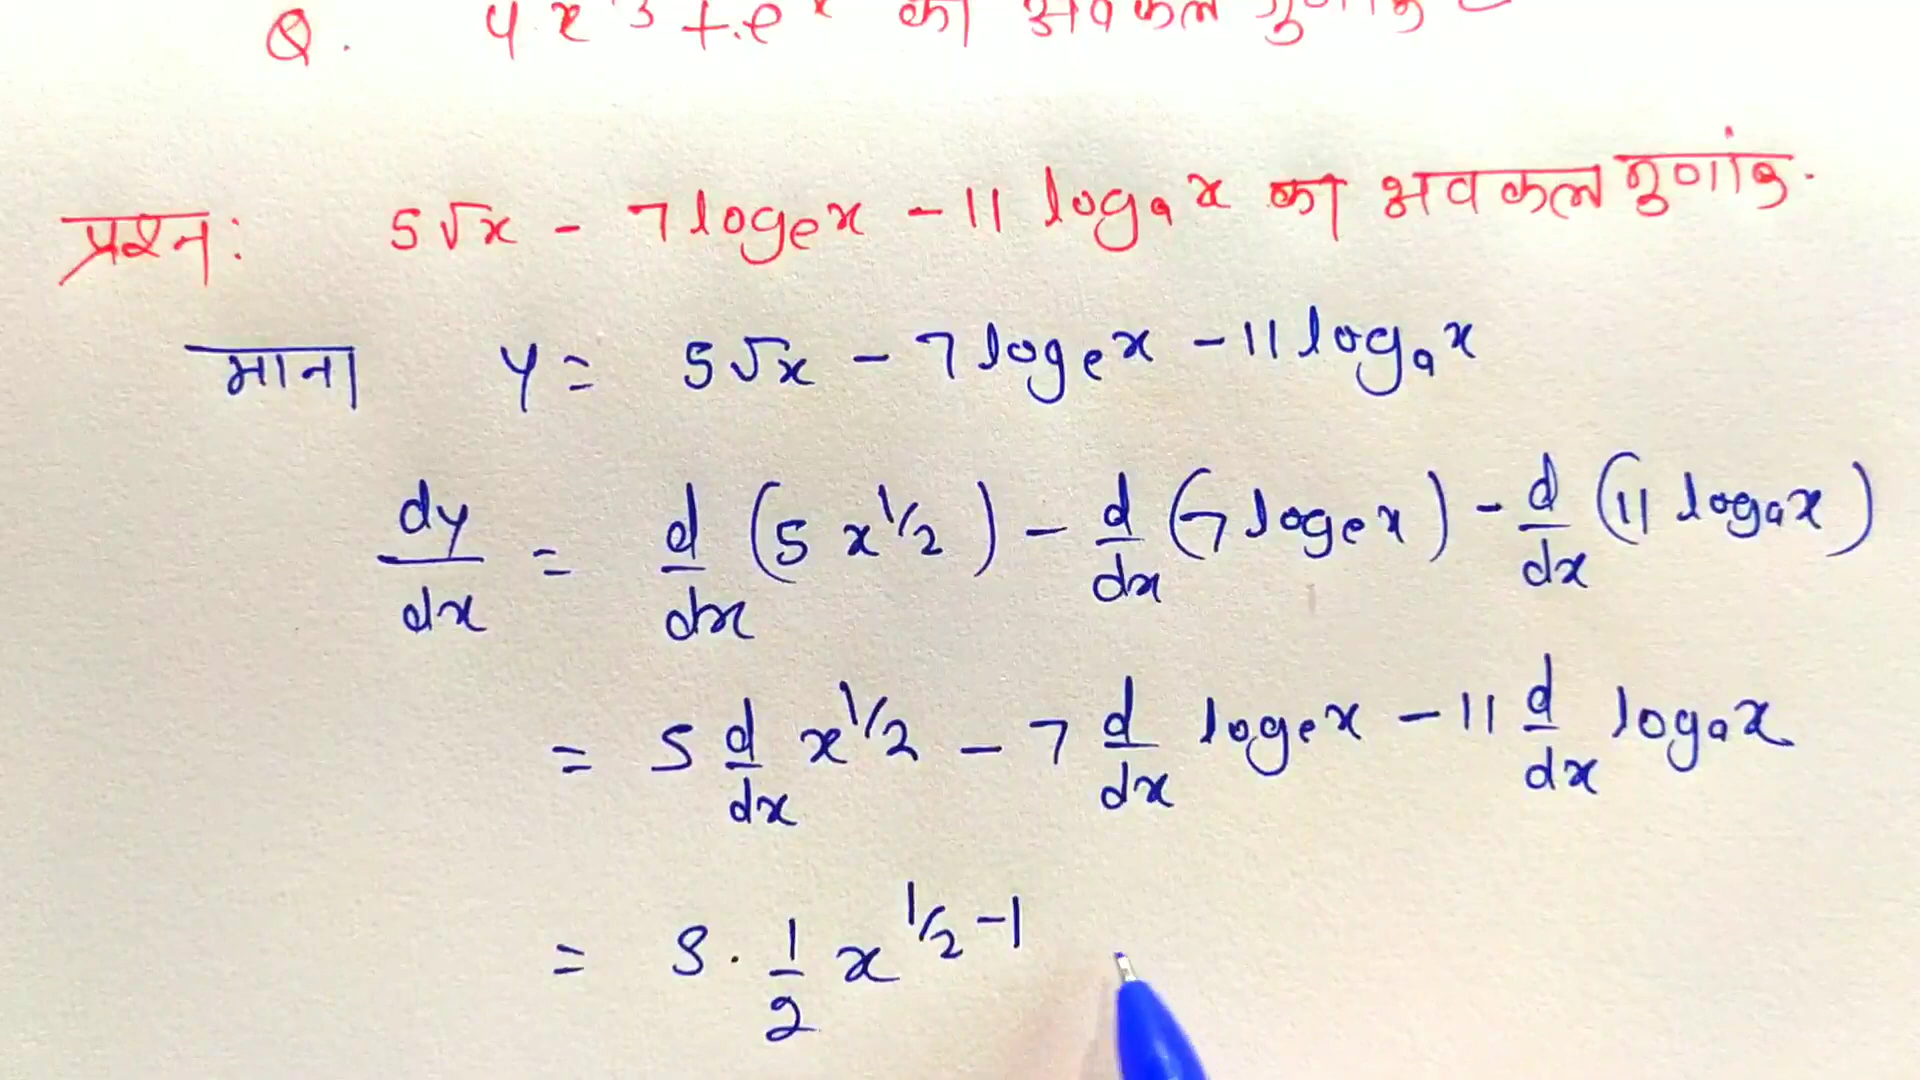 Q. 4x³ + e^x का अवकल गुणांक
प्रश्न: 5√x - 7 logₑx - 11 logₐx का अवकल गुणांक.
माना y = 5√x - 7 logₑx - 11 logₐx
dy/dx = d/dx (5 x^1/2) - d/dx (7 logₑx) - d/dx (11 logₐx)
= 5 d/dx x^1/2 - 7 d/dx logₑx - 11 d/dx logₐx
= 5 · 1/2 x^1/2 - 1